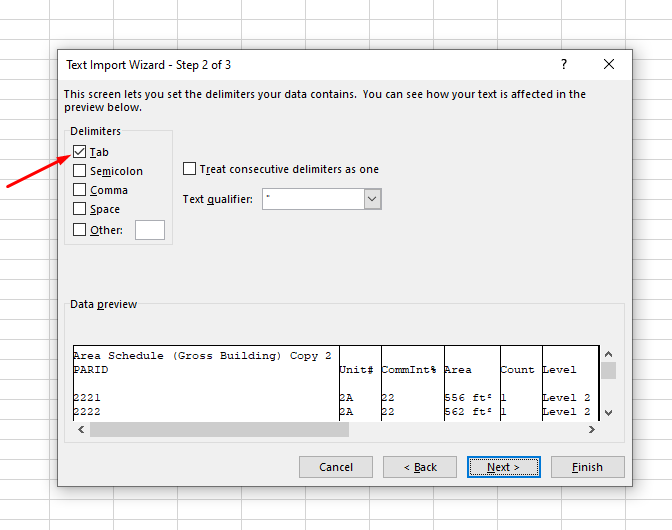 Text Import Wizard - Step 2 of 3
This screen lets you set the delimiters your data contains.  You can see how your text is affected in the
preview below.
Delimiters
Tab
Semicolon
Comma
Space
Other:
Treat consecutive delimiters as one
Text qualifier: "
Data preview
Area Schedule (Gross Building) Copy 2
PARID Unit# CommInt% Area Count Level
2221 2A 22 556 ft² 1 Level 2
2222 2A 22 562 ft² 1 Level 2
Cancel < Back Next > Finish